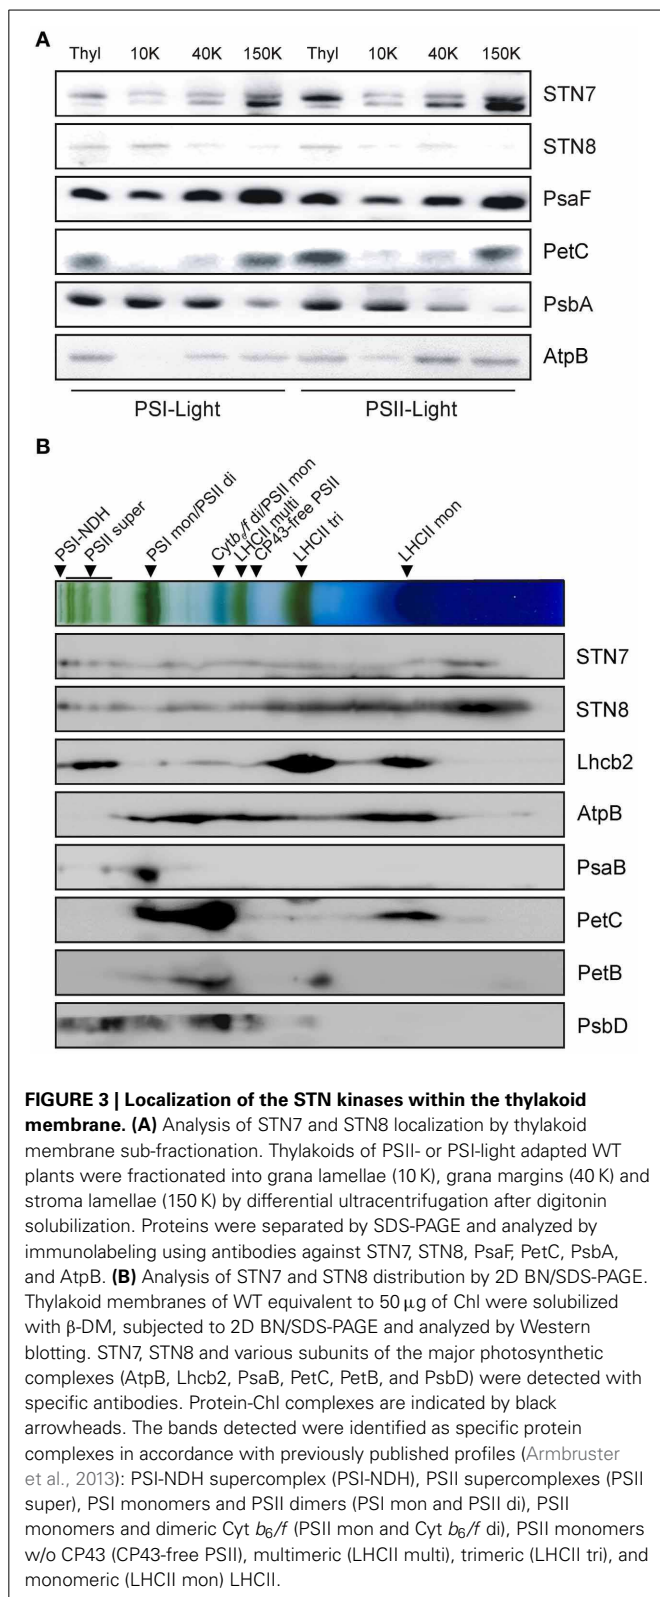 A
Thyl 10K 40K 150K Thyl 10K 40K 150K
STN7
STN8
PsaF
PetC
PsbA
AtpB
PSI-Light PSII-Light
B
PSI-NDH
PSII super
PSI mon/PSII di
Cytb6/f di/PSII mon
LHCII multi
CP43-free PSII
LHCII tri
LHCII mon
STN7
STN8
Lhcb2
AtpB
PsaB
PetC
PetB
PsbD
FIGURE 3 | Localization of the STN kinases within the thylakoid
membrane. (A) Analysis of STN7 and STN8 localization by thylakoid
membrane sub-fractionation. Thylakoids of PSII- or PSI-light adapted WT
plants were fractionated into grana lamellae (10 K), grana margins (40 K) and
stroma lamellae (150 K) by differential ultracentrifugation after digitonin
solubilization. Proteins were separated by SDS-PAGE and analyzed by
immunolabeling using antibodies against STN7, STN8, PsaF, PetC, PsbA,
and AtpB. (B) Analysis of STN7 and STN8 distribution by 2D BN/SDS-PAGE.
Thylakoid membranes of WT equivalent to 50 μg of Chl were solubilized
with β-DM, subjected to 2D BN/SDS-PAGE and analyzed by Western
blotting. STN7, STN8 and various subunits of the major photosynthetic
complexes (AtpB, Lhcb2, PsaB, PetC, PetB, and PsbD) were detected with
specific antibodies. Protein-Chl complexes are indicated by black
arrowheads. The bands detected were identified as specific protein
complexes in accordance with previously published profiles (Armbruster
et al., 2013): PSI-NDH supercomplex (PSI-NDH), PSII supercomplexes (PSII
super), PSI monomers and PSII dimers (PSI mon and PSII di), PSII
monomers and dimeric Cyt b6/f (PSII mon and Cyt b6/f di), PSII monomers
w/o CP43 (CP43-free PSII), multimeric (LHCII multi), trimeric (LHCII tri), and
monomeric (LHCII mon) LHCII.